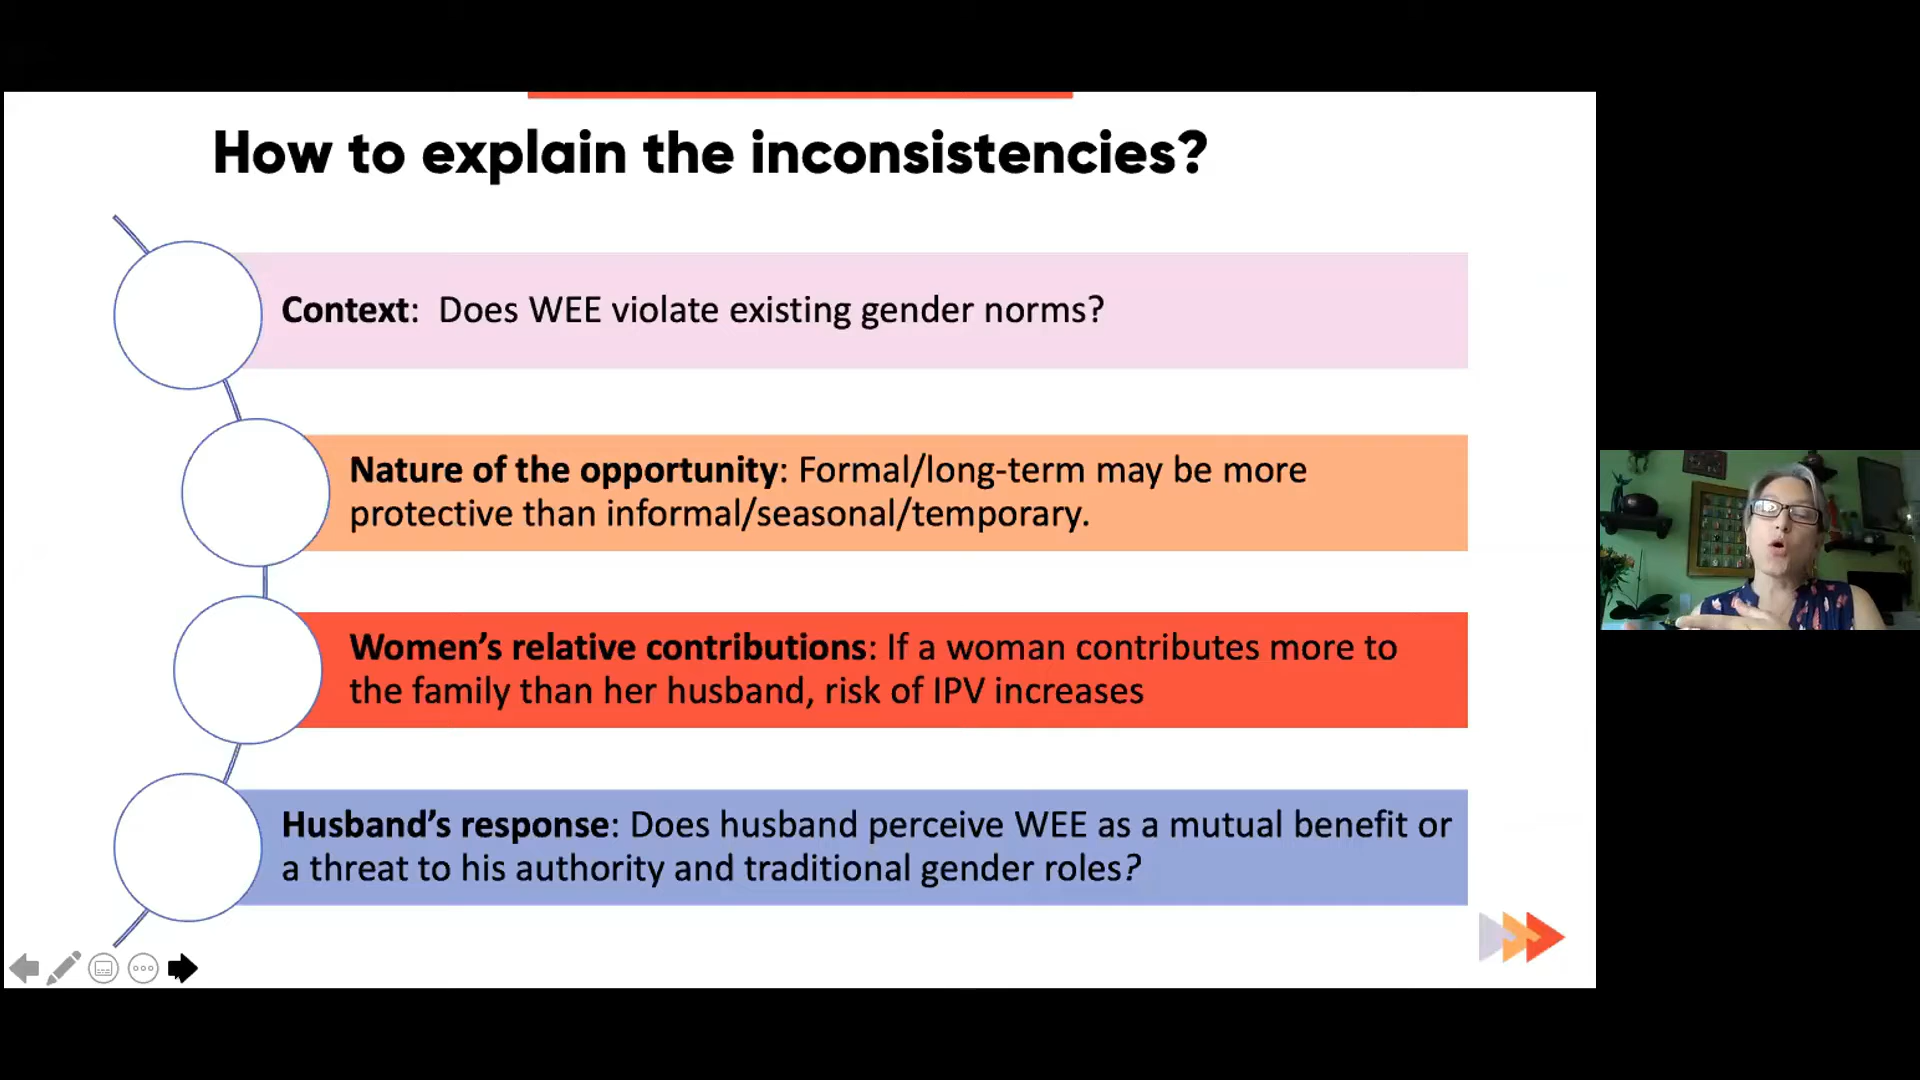 How to explain the inconsistencies?
Context:  Does WEE violate existing gender norms?
Nature of the opportunity: Formal/long-term may be more
protective than informal/seasonal/temporary.
Women’s relative contributions: If a woman contributes more to
the family than her husband, risk of IPV increases
Husband’s response: Does husband perceive WEE as a mutual benefit or
a threat to his authority and traditional gender roles?